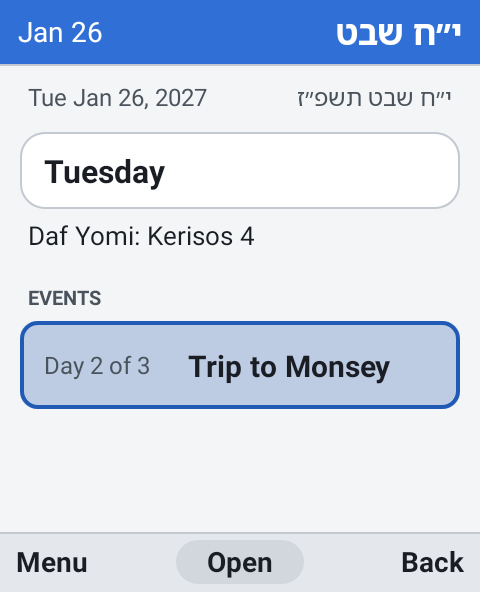 Jan 26 י״ח שבט
Tue Jan 26, 2027 י״ח שבט תשפ״ז
Tuesday
Daf Yomi: Kerisos 4
EVENTS
Day 2 of 3 Trip to Monsey
Menu Open Back